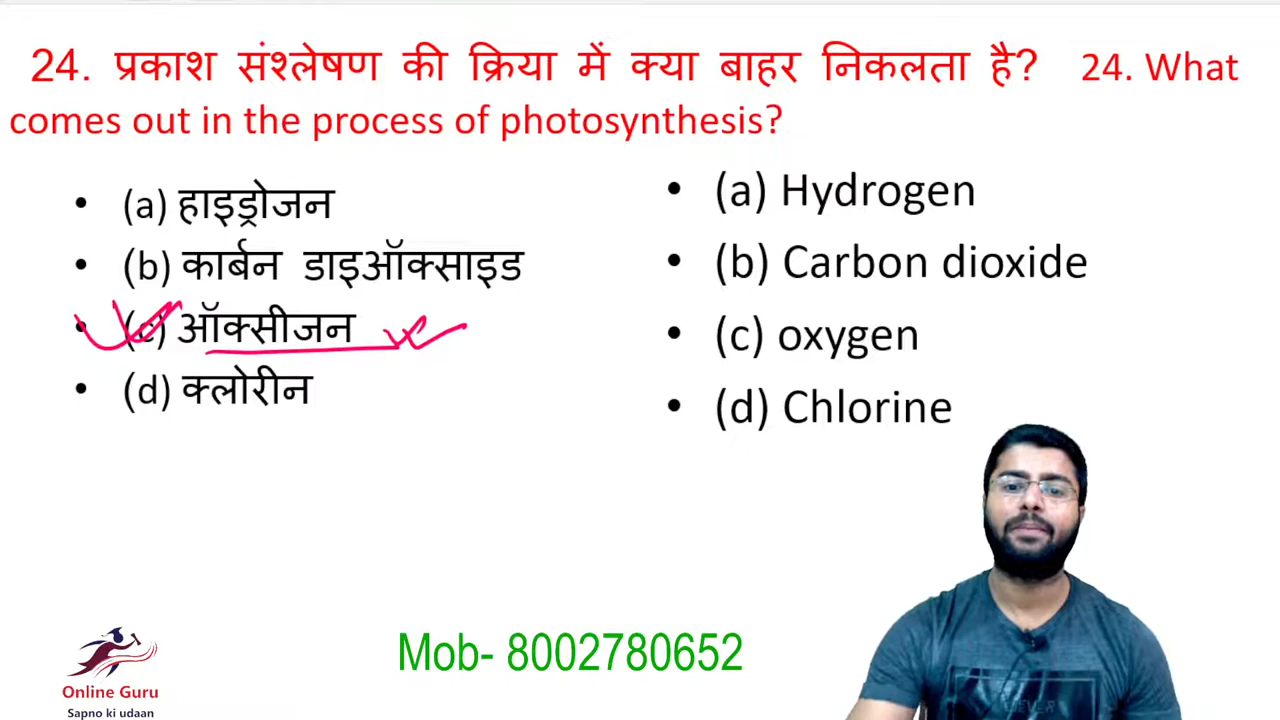 24. प्रकाश संश्लेषण की क्रिया में क्या बाहर निकलता है? 24. What
comes out in the process of photosynthesis?
• (a) हाइड्रोजन
• (b) कार्बन डाइऑक्साइड
• (c) ऑक्सीजन
• (d) क्लोरीन
• (a) Hydrogen
• (b) Carbon dioxide
• (c) oxygen
• (d) Chlorine
Mob- 8002780652
Online Guru
Sapno ki udaan